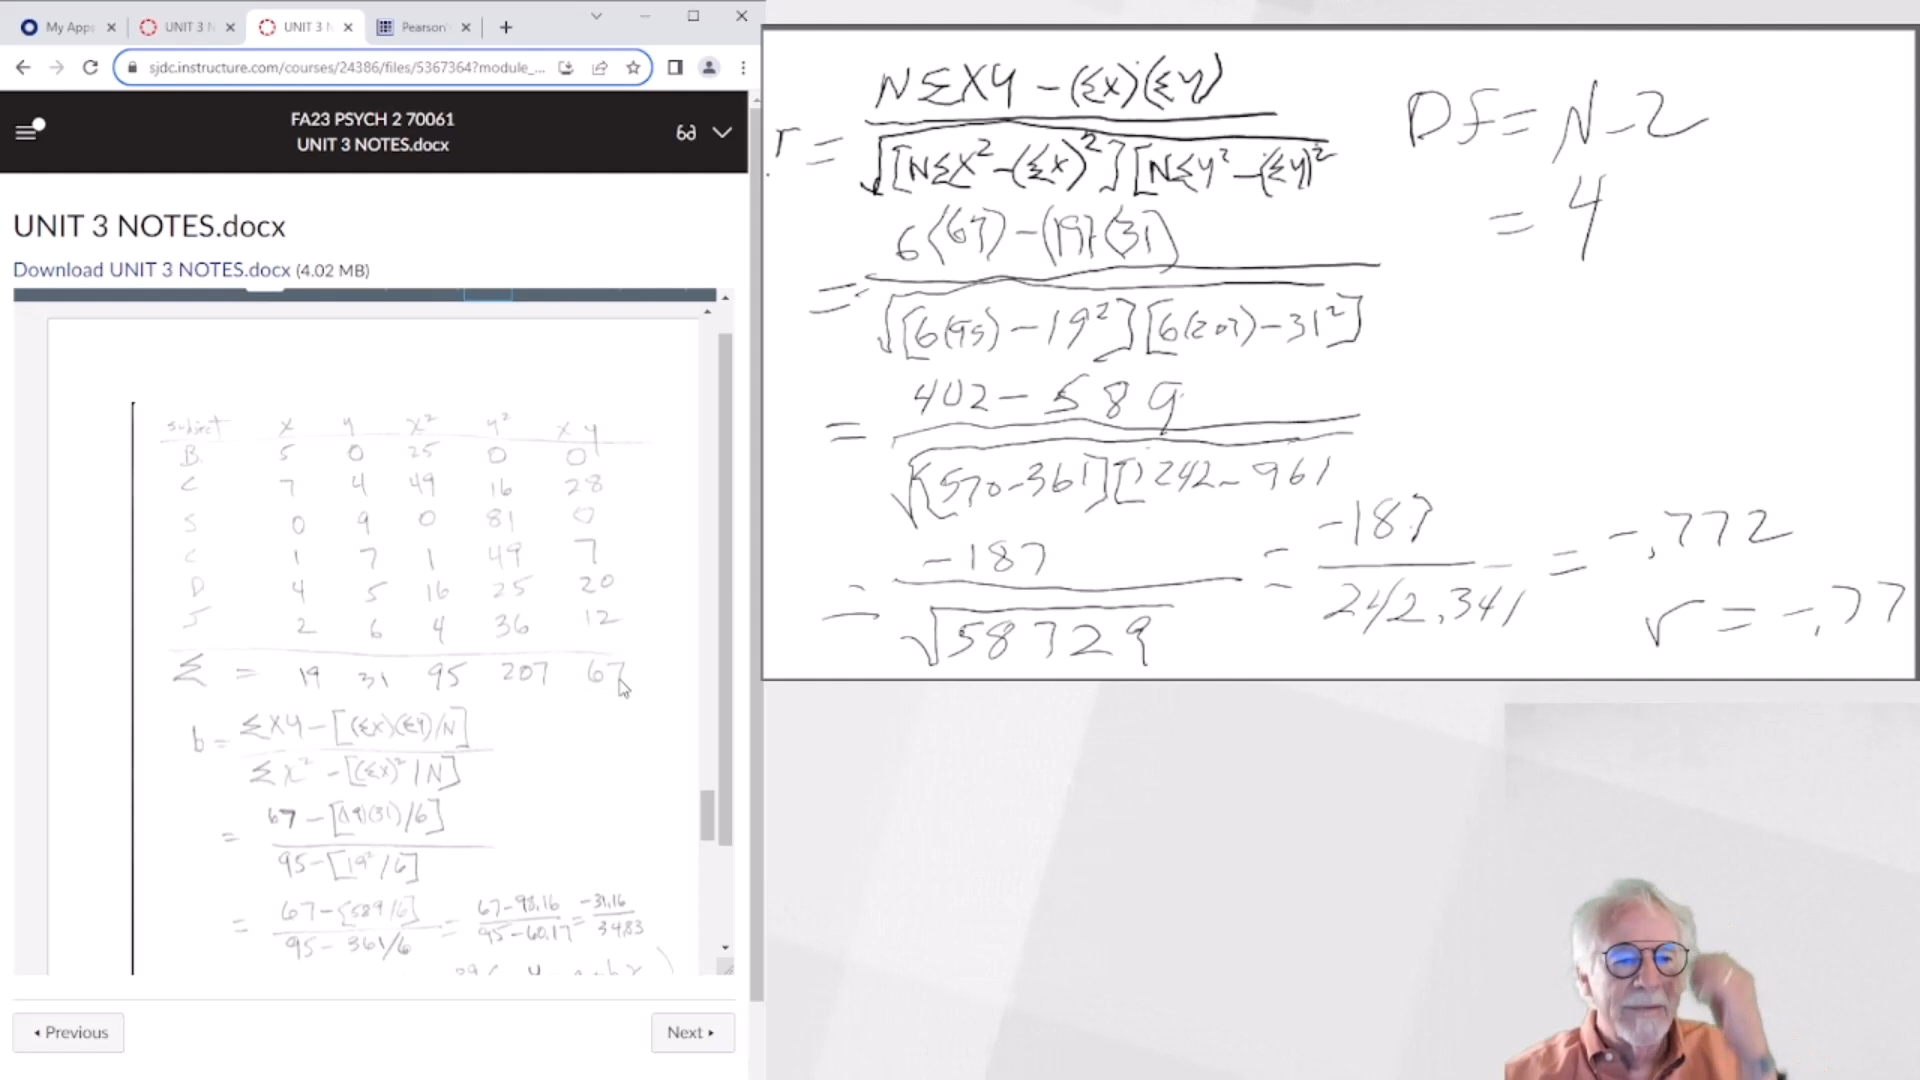 My Apps
UNIT 3 N
UNIT 3 N
Pearson'
sjdc.instructure.com/courses/24386/files/5367364?module_...
FA23 PSYCH 2 70061
UNIT 3 NOTES.docx
UNIT 3 NOTES.docx
Download UNIT 3 NOTES.docx (4.02 MB)
subject X y X² y² X y
B 5 0 25 0 0
C 7 4 49 16 28
S 0 9 0 81 0
C 1 7 1 49 7
D 4 5 16 25 20
J 2 6 4 36 12
Σ = 19 31 95 207 67
b = ΣXY - [(Σx)(Σy)/N]
Σx² - [(Σx)²/N]
= 67 - [(19)(31)/6]
95 - [19²/6]
= 67 - [589/6] = 67-98.16 = -31.16
95 - 361/6 95-60.17 34.83
Previous
Next
r = NΣXY - (Σx)(Σy)
√[NΣX² - (Σx)²][NΣy² - (Σy)²
= 6(67) - (19)(31)
√[6(95) - 19²][6(207) - 31²]
= 402 - 589
√[570-361][1242-961
= -187 = -187 = -.772
√58729 242.341
r = -.77
Df = N-2
= 4